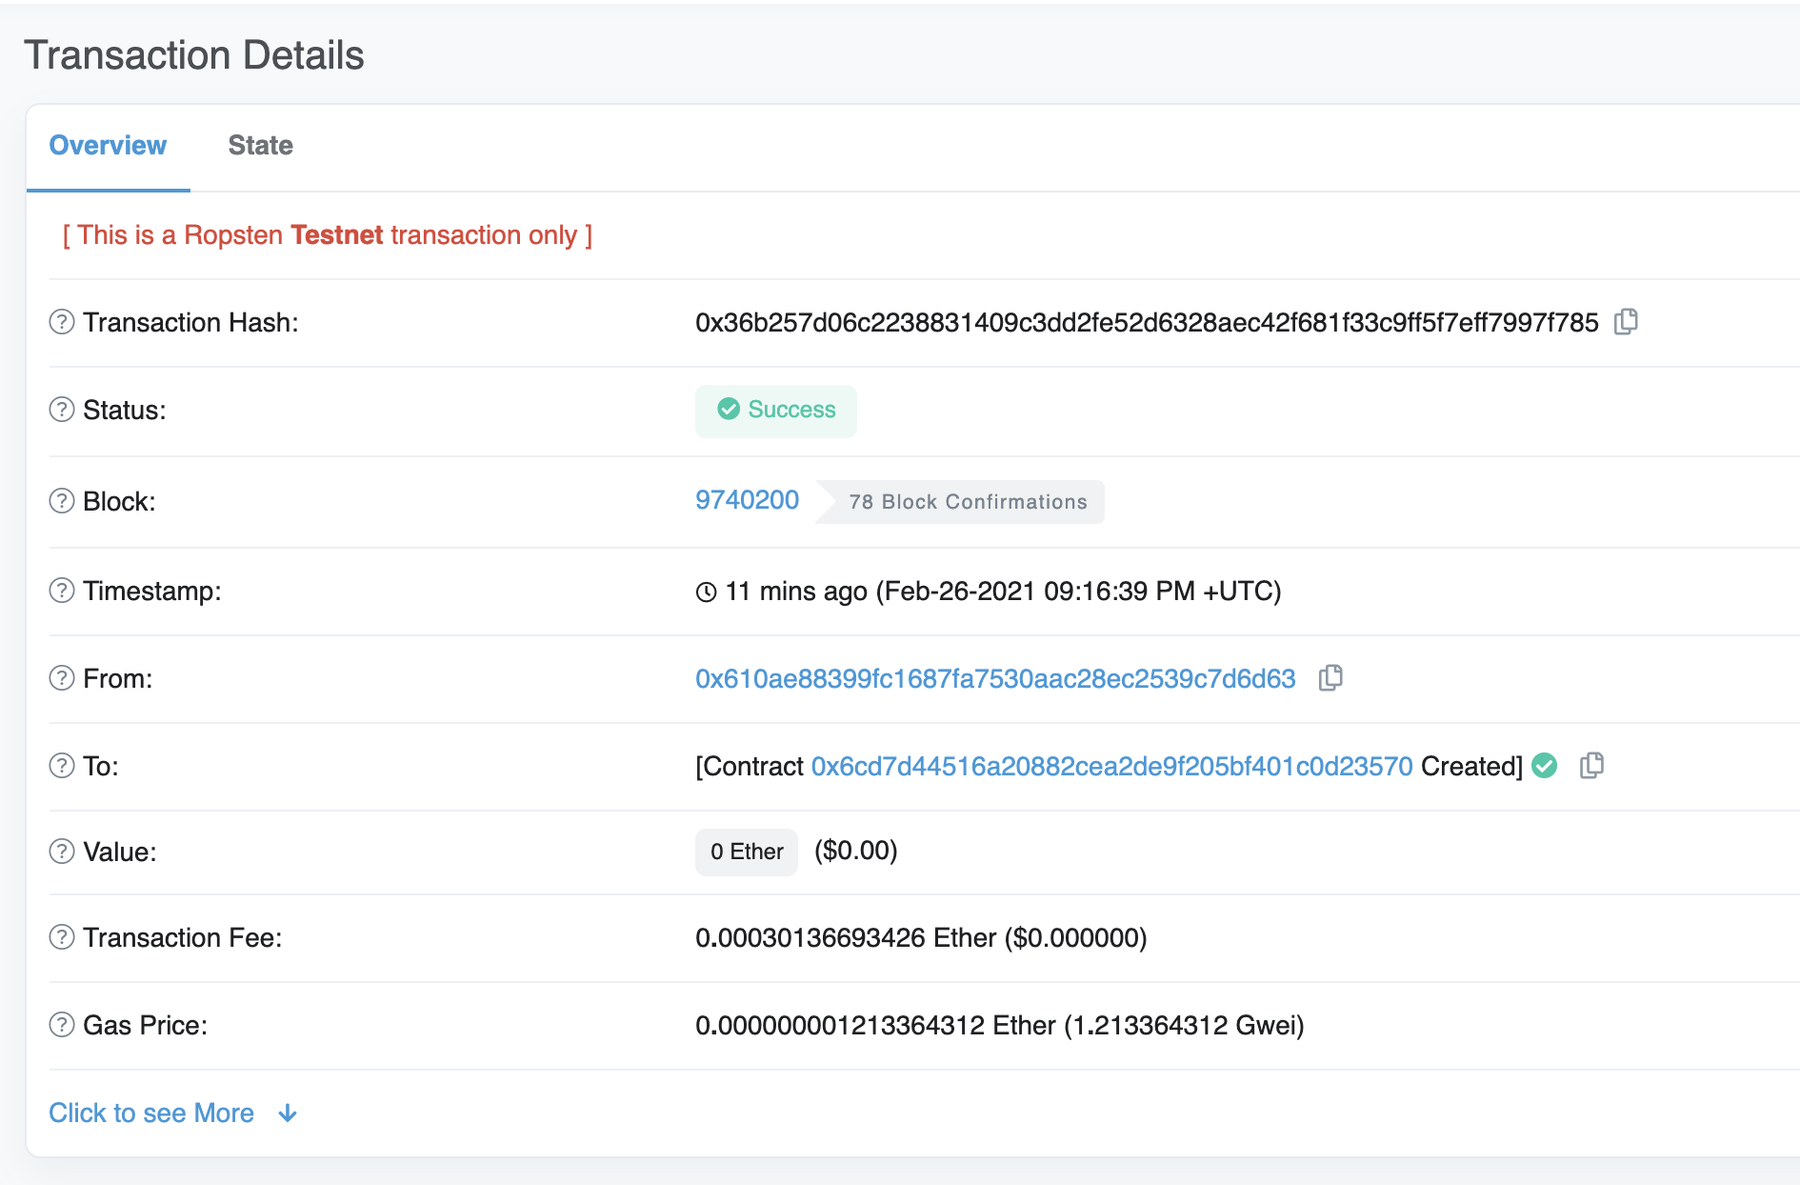 Transaction Details
Overview State
[ This is a Ropsten Testnet transaction only ]
Transaction Hash: 0x36b257d06c2238831409c3dd2fe52d6328aec42f681f33c9ff5f7eff7997f785
Status: Success
Block: 9740200 78 Block Confirmations
Timestamp: 11 mins ago (Feb-26-2021 09:16:39 PM +UTC)
From: 0x610ae88399fc1687fa7530aac28ec2539c7d6d63
To: [Contract 0x6cd7d44516a20882cea2de9f205bf401c0d23570 Created]
Value: 0 Ether ($0.00)
Transaction Fee: 0.00030136693426 Ether ($0.000000)
Gas Price: 0.000000001213364312 Ether (1.213364312 Gwei)
Click to see More